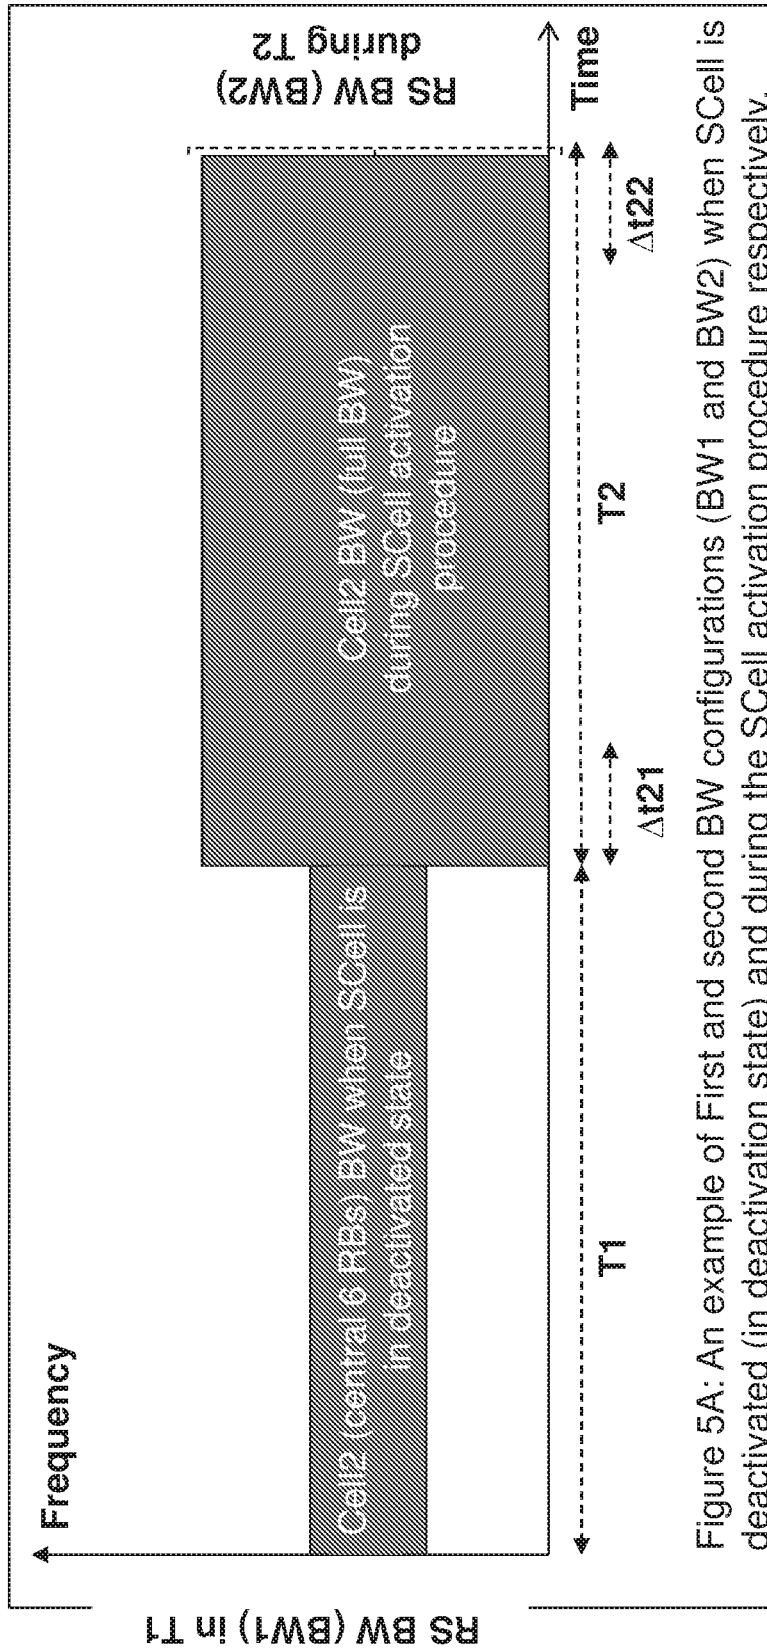 Frequency
RS BW (BW1) in T1
Cell2 (central 6 RBs) BW when SCell is
in deactivated state
Cell2 BW (full BW)
during SCell activation
procedure
RS BW (BW2)
during T2
Time
T1
T2
Δt21
Δt22
Figure 5A: An example of First and second BW configurations (BW1 and BW2) when SCell is
deactivated (in deactivation state) and during the SCell activation procedure respectively.